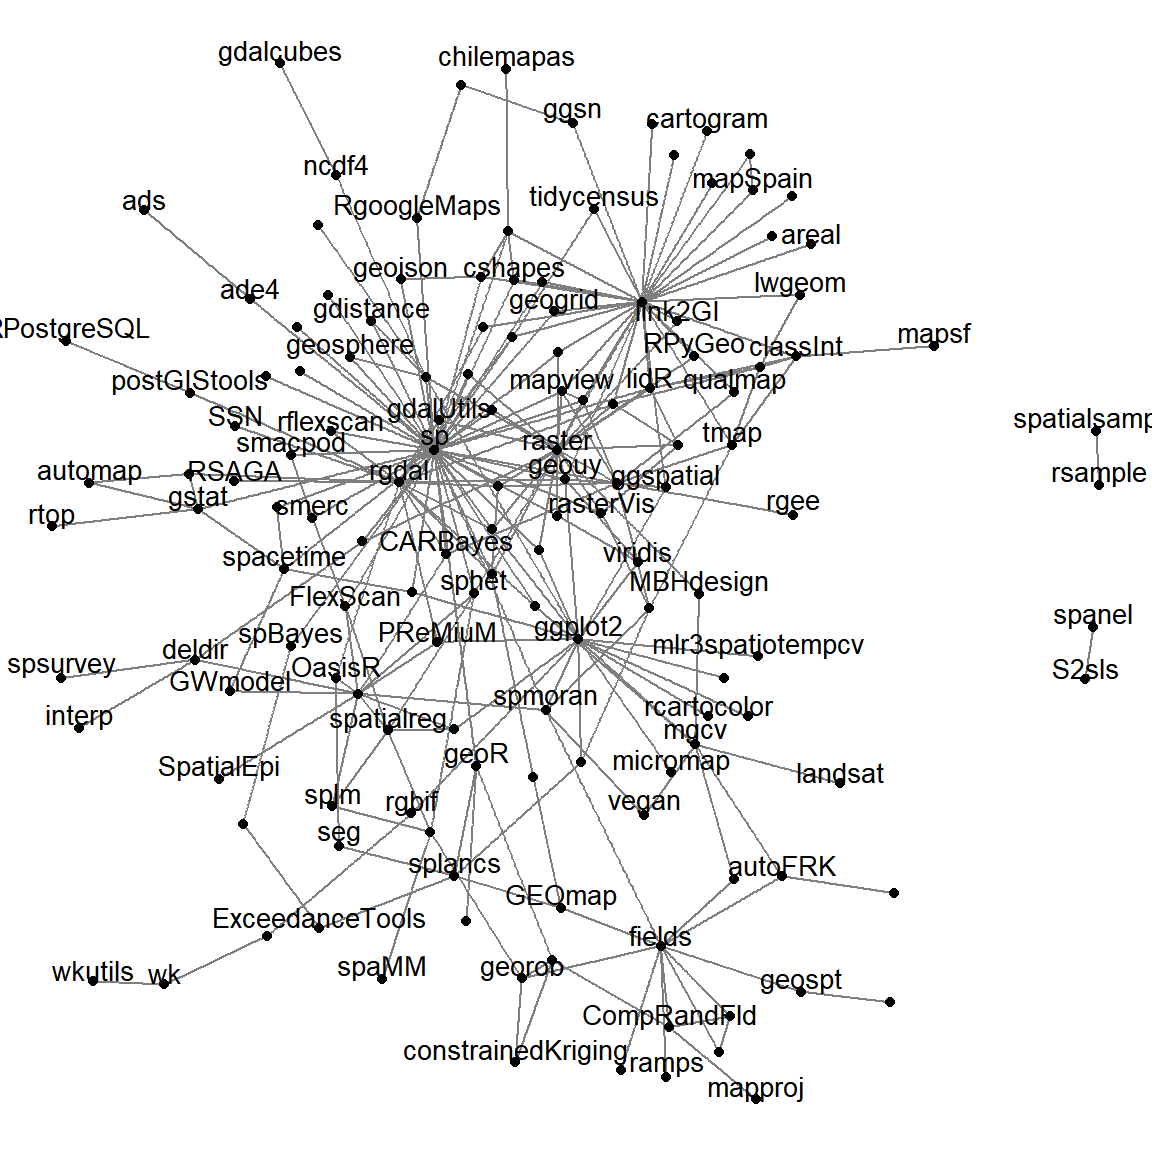 gdalcubes
chilemapas
ggsn
cartogram
ncdf4
mapSpain
ads
RgoogleMaps
tidycensus
areal
geojson
cshapes
ade4
gdistance
geogrid
lwgeom
link2GI
RPostgreSQL
geosphere
RPyGeo
classInt
mapsf
postGIStools
mapview
lidR
qualmap
SSN
rflexscan
gdalUtils
spatialsamp
smacpod
sp
raster
tmap
automap
RSAGA
rgdal
geouy
ggspatial
rsample
rtop
gstat
smerc
rasterVis
rgee
spacetime
CARBayes
viridis
FlexScan
sphet
MBHdesign
spBayes
PReMiuM
ggplot2
spanel
deldir
mlr3spatiotempcv
spsurvey
GWmodel
OasisR
S2sls
interp
spatialreg
spmoran
rcartocolor
mgcv
SpatialEpi
geoR
micromap
landsat
splm
rgbif
vegan
seg
splancs
autoFRK
ExceedanceTools
GEOmap
fields
wkutils
wk
spaMM
georob
geospt
CompRandFld
constrainedKriging
ramps
mapproj